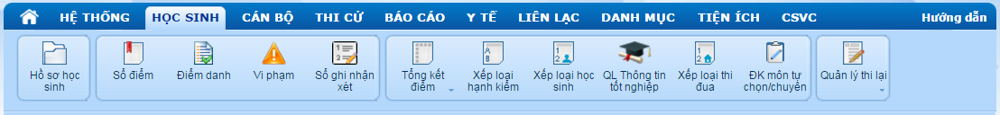 HỆ THỐNG HỌC SINH CÁN BỘ THI CỬ BÁO CÁO Y TẾ LIÊN LẠC DANH MỤC TIỆN ÍCH CSVC Hướng dẫn
Hồ sơ học sinh
Sổ điểm
Điểm danh
Vi phạm
Sổ ghi nhận xét
Tổng kết điểm
Xếp loại hạnh kiểm
Xếp loại học sinh
QL Thông tin tốt nghiệp
Xếp loại thi đua
ĐK môn tự chọn/chuyên
Quản lý thi lại